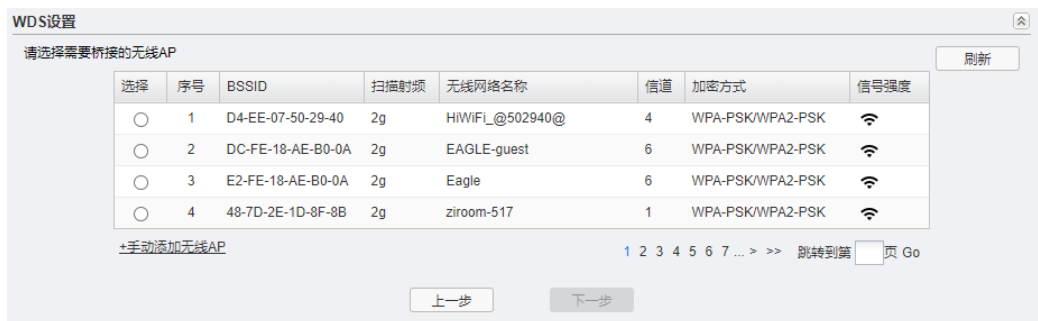 WDS设置
请选择需要桥接的无线AP
刷新
选择 序号 BSSID 扫描射频 无线网络名称 信道 加密方式 信号强度
1 D4-EE-07-50-29-40 2g HiWiFi_@502940@ 4 WPA-PSK/WPA2-PSK
2 DC-FE-18-AE-B0-0A 2g EAGLE-guest 6 WPA-PSK/WPA2-PSK
3 E2-FE-18-AE-B0-0A 2g Eagle 6 WPA-PSK/WPA2-PSK
4 48-7D-2E-1D-8F-8B 2g ziroom-517 1 WPA-PSK/WPA2-PSK
+手动添加无线AP 1 2 3 4 5 6 7 ... > >> 跳转到第 页 Go
上一步 下一步